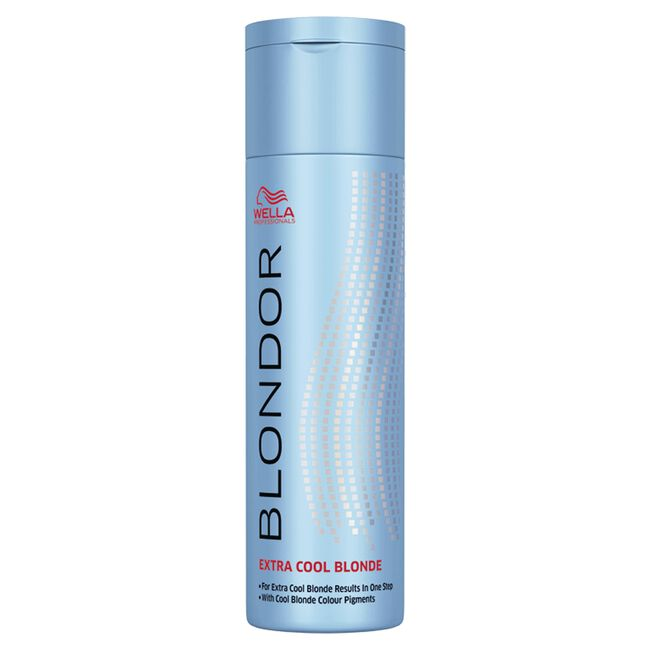 WELLA
PROFESSIONALS
BLONDOR
EXTRA COOL BLONDE
• For Extra Cool Blonde Results In One Step
• With Cool Blonde Colour Pigments